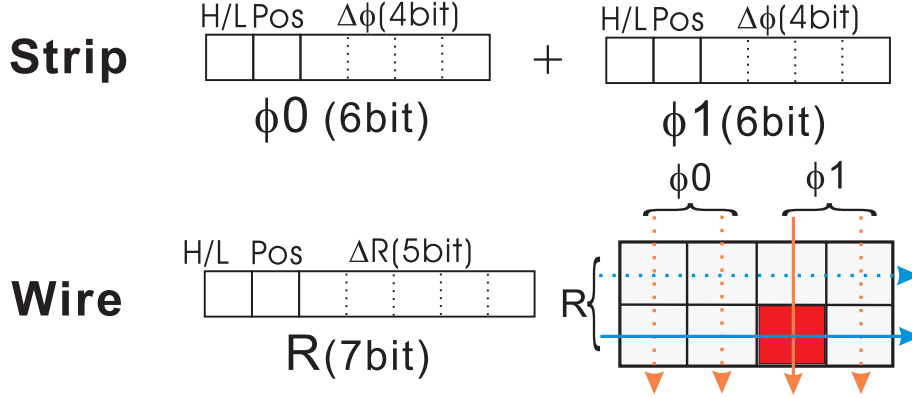 H/L Pos Δϕ(4bit) H/L Pos Δϕ(4bit)
Strip +
ϕ0 (6bit) ϕ1(6bit)
ϕ0 ϕ1
H/L Pos ΔR(5bit)
Wire R
R(7bit)